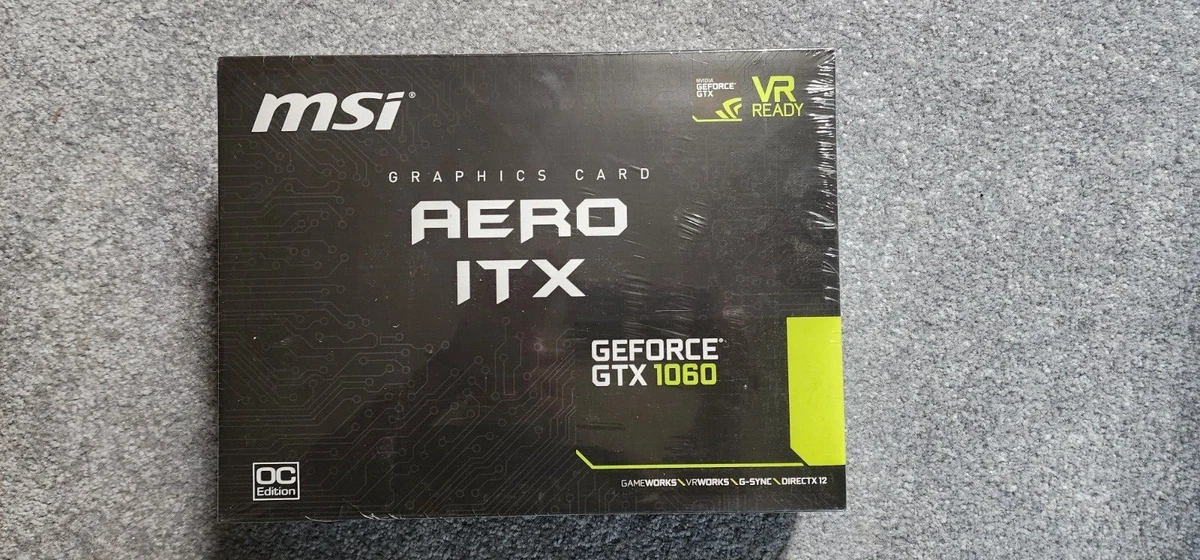 msi®
NVIDIA
GEFORCE®
GTX
VR
READY
GRAPHICS CARD
AERO
ITX
GEFORCE®
GTX 1060
OC
Edition
GAMEWORKS \ VRWORKS \ G-SYNC \ DIRECTX 12